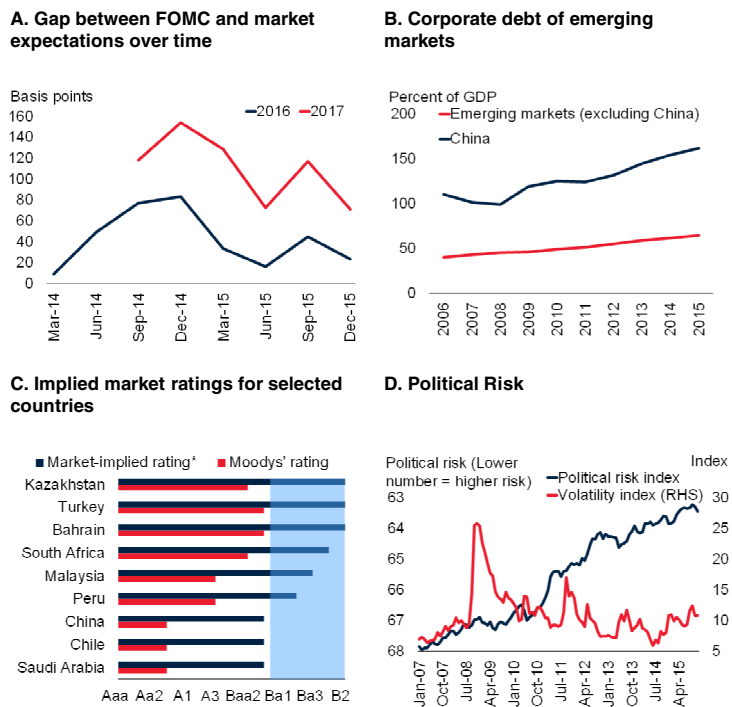 A. Gap between FOMC and market
expectations over time
Basis points
2016 2017
160
140
120
100
80
60
40
20
0
Mar-14
Jun-14
Sep-14
Dec-14
Mar-15
Jun-15
Sep-15
Dec-15
B. Corporate debt of emerging
markets
Percent of GDP
Emerging markets (excluding China)
China
200
150
100
50
0
2006
2007
2008
2009
2010
2011
2012
2013
2014
2015
C. Implied market ratings for selected
countries
Market-implied rating* Moodys' rating
Kazakhstan
Turkey
Bahrain
South Africa
Malaysia
Peru
China
Chile
Saudi Arabia
Aaa Aa2 A1 A3 Baa2 Ba1 Ba3 B2
D. Political Risk
Political risk (Lower
number = higher risk)
Index
Political risk index
Volatility index (RHS)
63
64
65
66
67
68
30
25
20
15
10
5
Jan-07
Oct-07
Jul-08
Apr-09
Jan-10
Oct-10
Jul-11
Apr-12
Jan-13
Oct-13
Jul-14
Apr-15